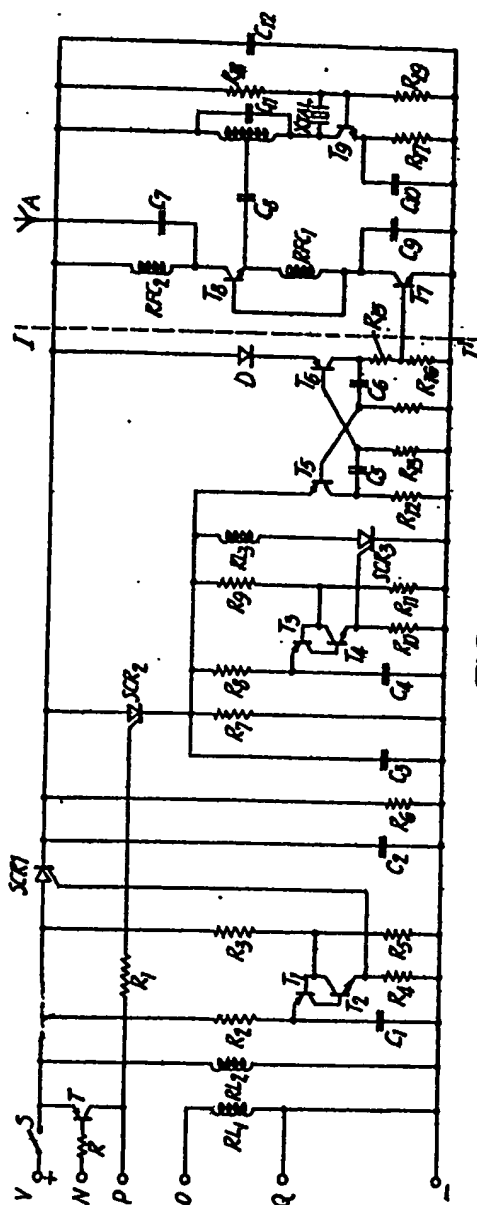 V
+
S
N
R
T
P
O
Q
-
RL1
RL2
R1
R2
C1
T1
T2
R3
R4
R5
SCR1
C2
R6
SCR2
C3
R7
R8
C4
T3
T4
R9
R10
R11
RL3
SCR3
T5
R12
C5
R13
T6
C6
D
R15
R16
I
RFC2
T8
RFC1
T7
C7
A
C9
C8
C10
C11
XTAL
T9
R17
R18
R19
C12